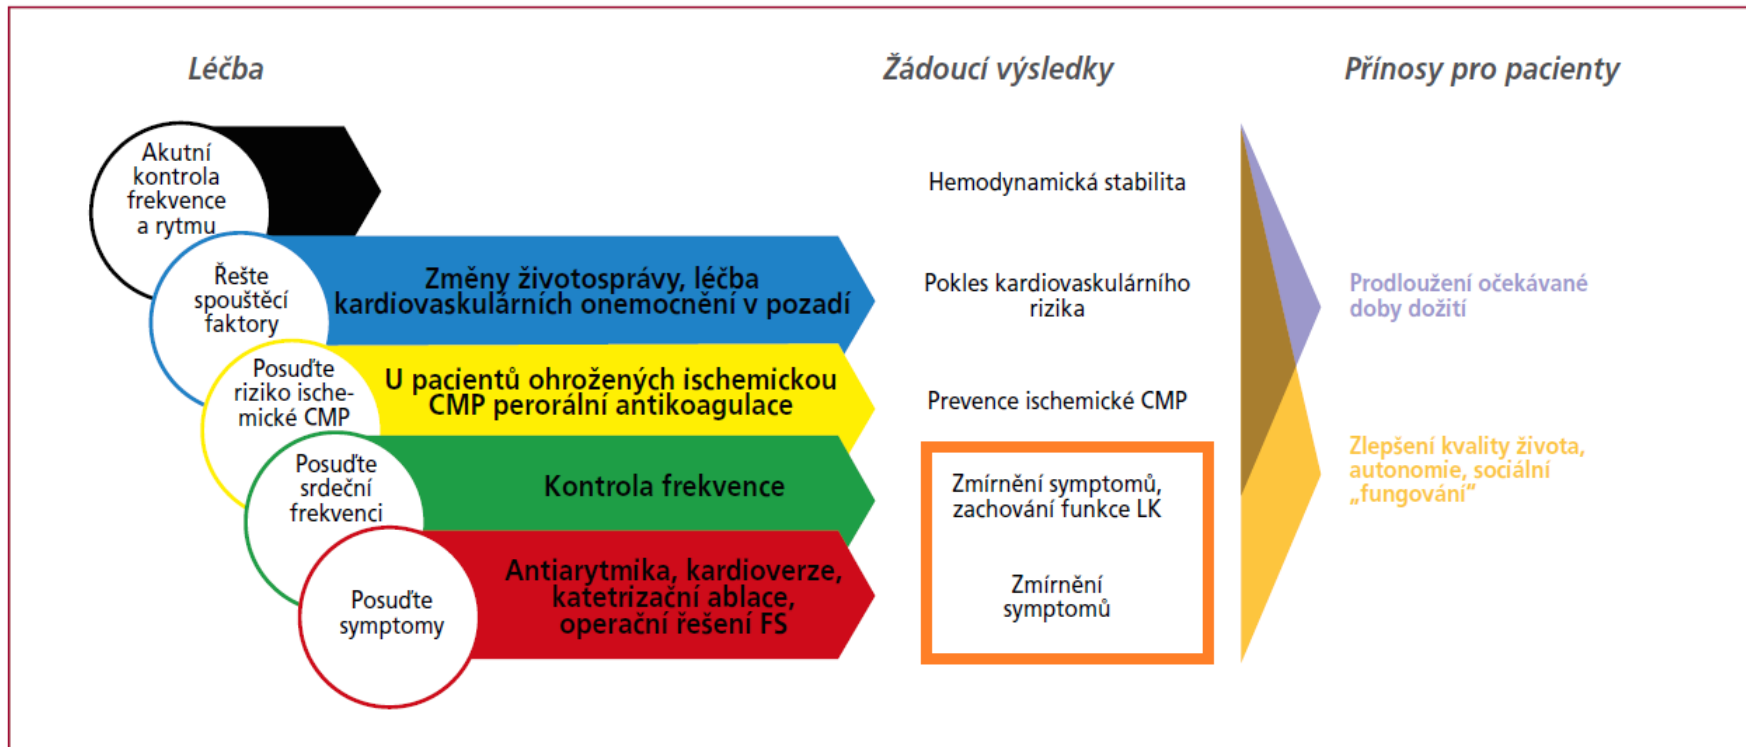 Léčba
Žádoucí výsledky
Přínosy pro pacienty
Akutní
kontrola
frekvence
a rytmu
Hemodynamická stabilita
Řešte
spouštěcí
faktory
Změny životosprávy, léčba
kardiovaskulárních onemocnění v pozadí
Pokles kardiovaskulárního
rizika
Prodloužení očekávané
doby dožití
Posuďte
riziko ische-
mické CMP
U pacientů ohrožených ischemickou
CMP perorální antikoagulace
Prevence ischemické CMP
Zlepšení kvality života,
autonomie, sociální
„fungování“
Posuďte
srdeční
frekvenci
Kontrola frekvence
Zmírnění symptomů,
zachování funkce LK
Posuďte
symptomy
Antiarytmika, kardioverze,
katetrizační ablace,
operační řešení FS
Zmírnění
symptomů